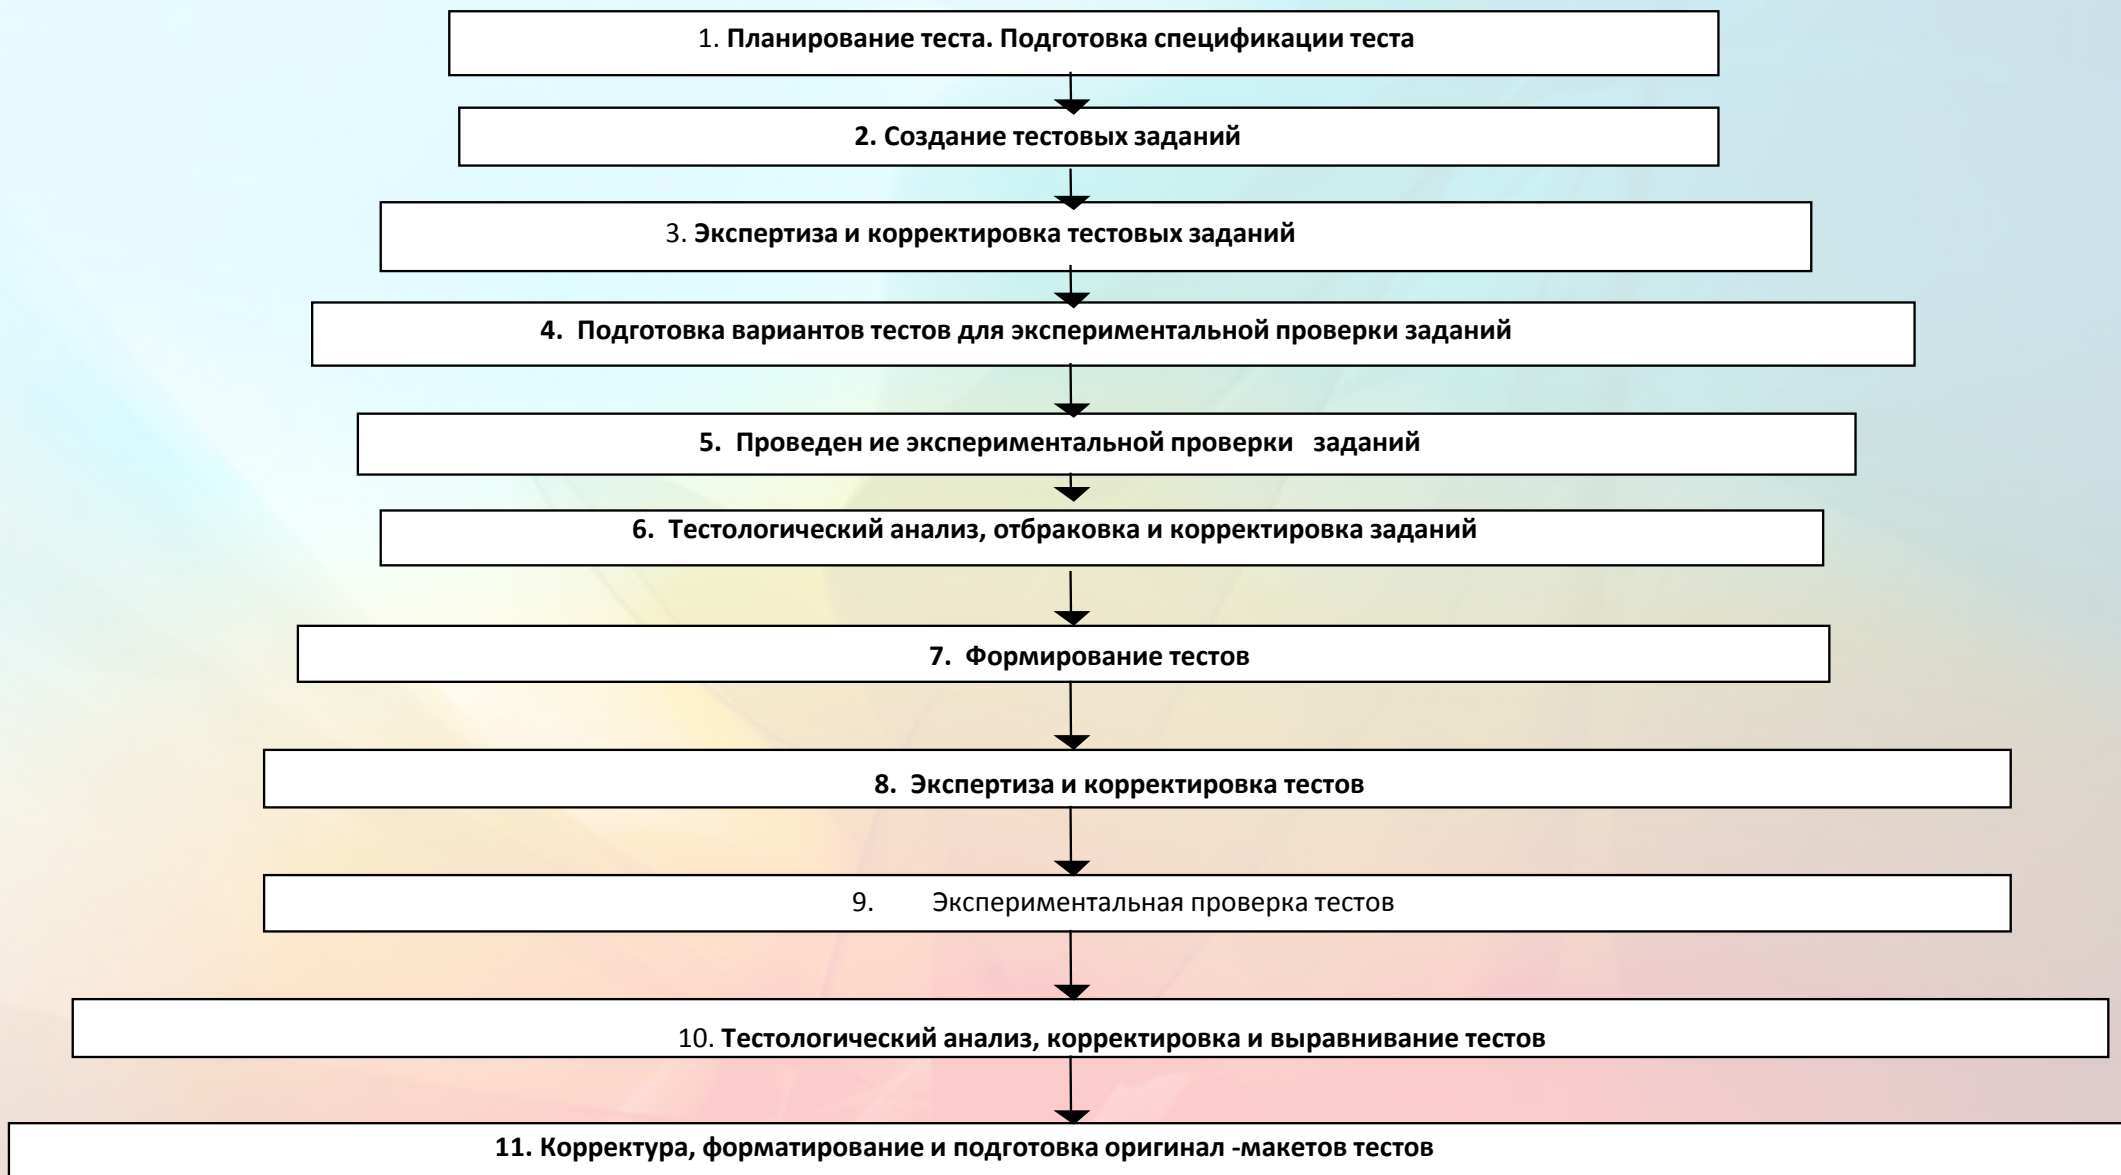 1. Планирование теста. Подготовка спецификации теста
2. Создание тестовых заданий
3. Экспертиза и корректировка тестовых заданий
4. Подготовка вариантов тестов для экспериментальной проверки заданий
5. Проведен ие экспериментальной проверки заданий
6. Тестологический анализ, отбраковка и корректировка заданий
7. Формирование тестов
8. Экспертиза и корректировка тестов
9. Экспериментальная проверка тестов
10. Тестологический анализ, корректировка и выравнивание тестов
11. Корректура, форматирование и подготовка оригинал -макетов тестов